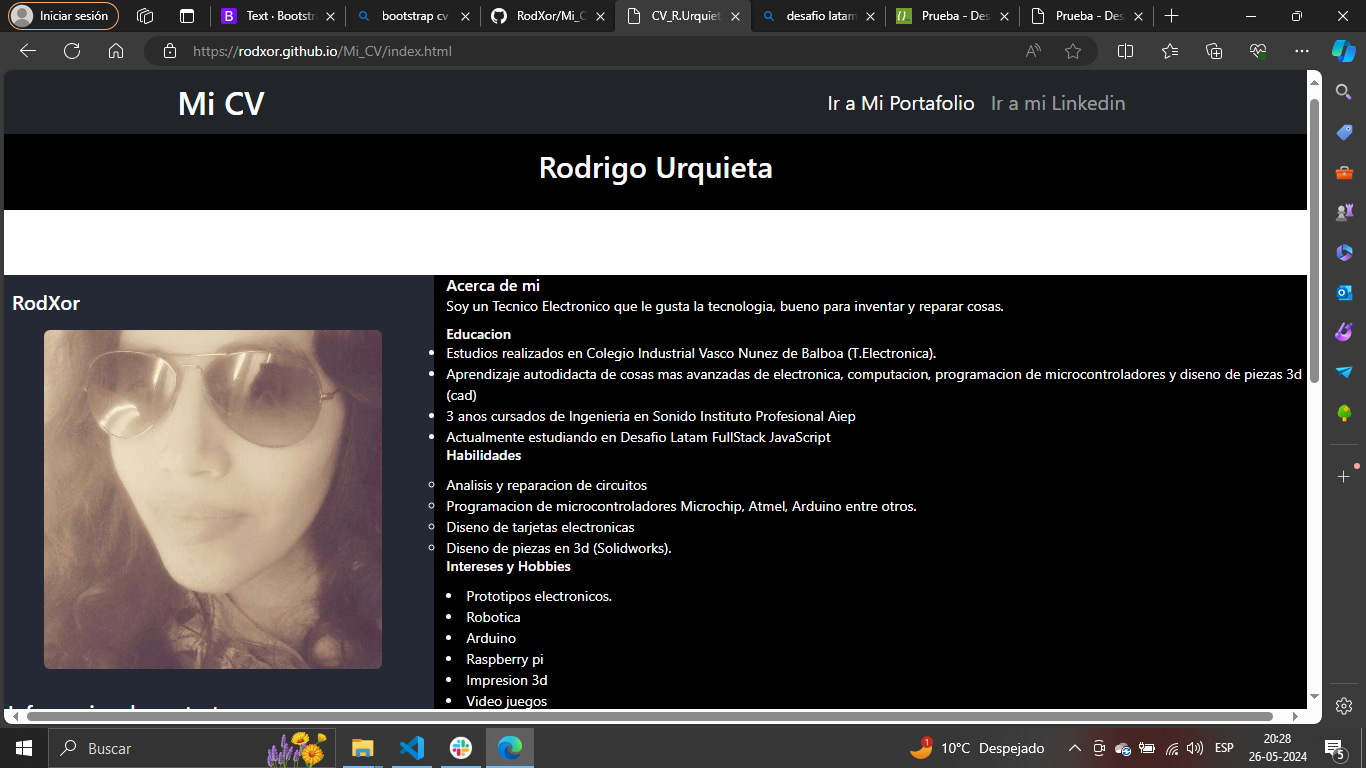 Iniciar sesión
Text · Bootstr
bootstrap cv
RodXor/Mi_C
CV_R.Urquiet
desafio latam
Prueba - Des
Prueba - Des
https://rodxor.github.io/Mi_CV/index.html
Mi CV
Ir a Mi Portafolio
Ir a mi Linkedin
Rodrigo Urquieta
RodXor
Acerca de mi
Soy un Tecnico Electronico que le gusta la tecnologia, bueno para inventar y reparar cosas.
Educacion
Estudios realizados en Colegio Industrial Vasco Nunez de Balboa (T.Electronica).
Aprendizaje autodidacta de cosas mas avanzadas de electronica, computacion, programacion de microcontroladores y diseno de piezas 3d
(cad)
3 anos cursados de Ingenieria en Sonido Instituto Profesional Aiep
Actualmente estudiando en Desafio Latam FullStack JavaScript
Habilidades
Analisis y reparacion de circuitos
Programacion de microcontroladores Microchip, Atmel, Arduino entre otros.
Diseno de tarjetas electronicas
Diseno de piezas en 3d (Solidworks).
Intereses y Hobbies
Prototipos electronicos.
Robotica
Arduino
Raspberry pi
Impresion 3d
Video juegos
Buscar
1
10°C Despejado
ESP
20:28
26-05-2024
5